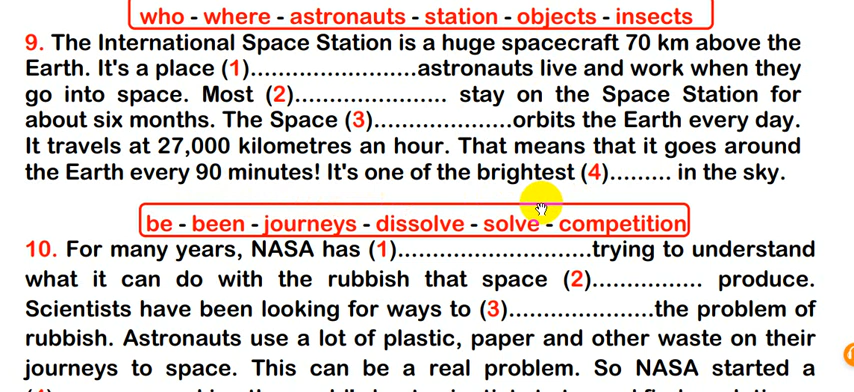 who - where - astronauts - station - objects - insects
9. The International Space Station is a huge spacecraft 70 km above the
Earth. It's a place (1)........................astronauts live and work when they
go into space. Most (2)...................... stay on the Space Station for
about six months. The Space (3).....................orbits the Earth every day.
It travels at 27,000 kilometres an hour. That means that it goes around
the Earth every 90 minutes! It's one of the brightest (4)......... in the sky.
be - been - journeys - dissolve - solve - competition
10. For many years, NASA has (1).............................trying to understand
what it can do with the rubbish that space (2)................ produce.
Scientists have been looking for ways to (3).....................the problem of
rubbish. Astronauts use a lot of plastic, paper and other waste on their
journeys to space. This can be a real problem. So NASA started a